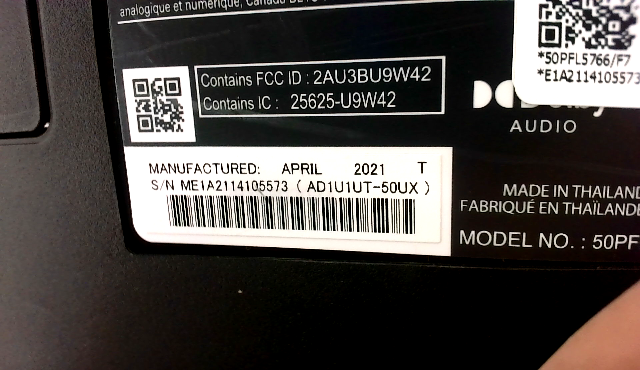 analogique et numérique, Canada
*50PFL5766/F7
*E1A2114105573
Contains FCC ID : 2AU3BU9W42
Contains IC : 25625-U9W42
AUDIO
MANUFACTURED: APRIL 2021 T
S/N ME1A2114105573 ( AD1U1UT-50UX )
MADE IN THAILAND
FABRIQUÉ EN THAÏLANDE
MODEL NO. : 50PF